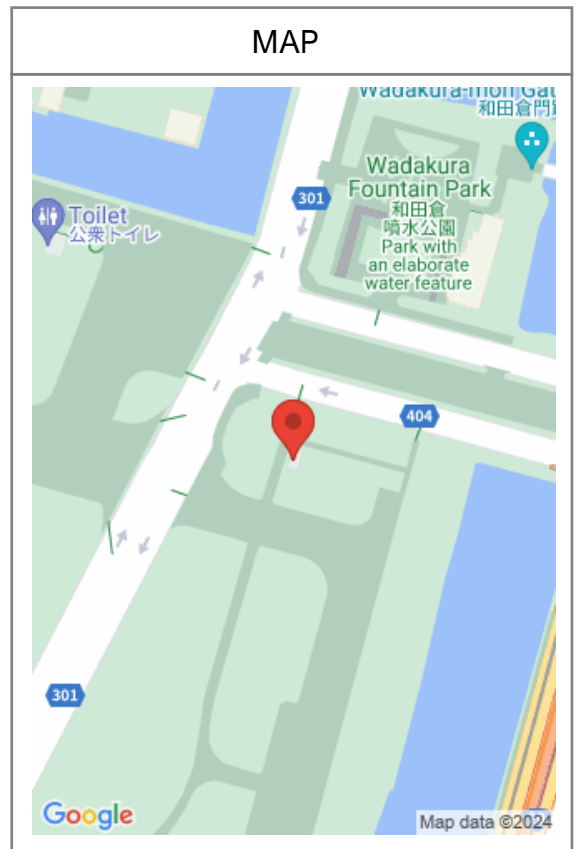 MAP
Wadakura-mon Gat
和田倉門
301
Wadakura
Fountain Park
和田倉
噴水公園
Park with
an elaborate
water feature
Toilet
公衆トイレ
404
301
Google
Map data ©2024